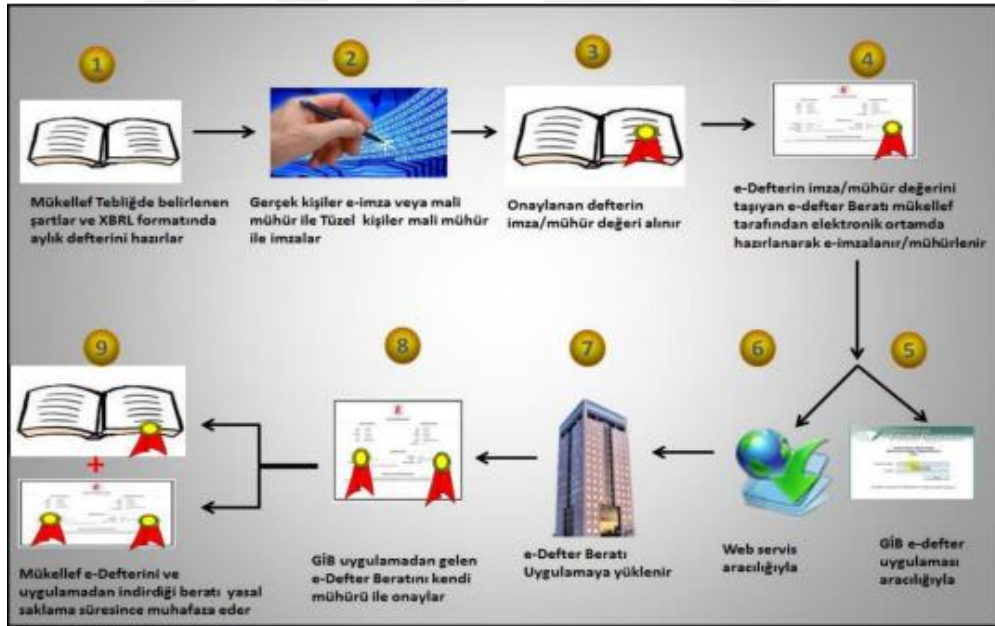 1
Mükellef Tebliğde belirlenen
şartlar ve XBRL formatında
aylık defterini hazırlar
2
Gerçek kişiler e-imza veya mali
mühür ile Tüzel kişiler mali mühür
ile imzalar
3
Onaylanan defterin
imza/mühür değeri alınır
4
e-Defterin imza/mühür değerini
taşıyan e-defter Beratı mükellef
tarafından elektronik ortamda
hazırlanarak e-imzalanır/mühürlenir
5
GİB e-defter
uygulaması
aracılığıyla
6
Web servis
aracılığıyla
7
e-Defter Beratı
Uygulamaya yüklenir
8
GİB uygulamadan gelen
e-Defter Beratını kendi
mühürü ile onaylar
9
+
Mükellef e-Defterini ve
uygulamadan indirdiği beratı yasal
saklama süresince muhafaza eder